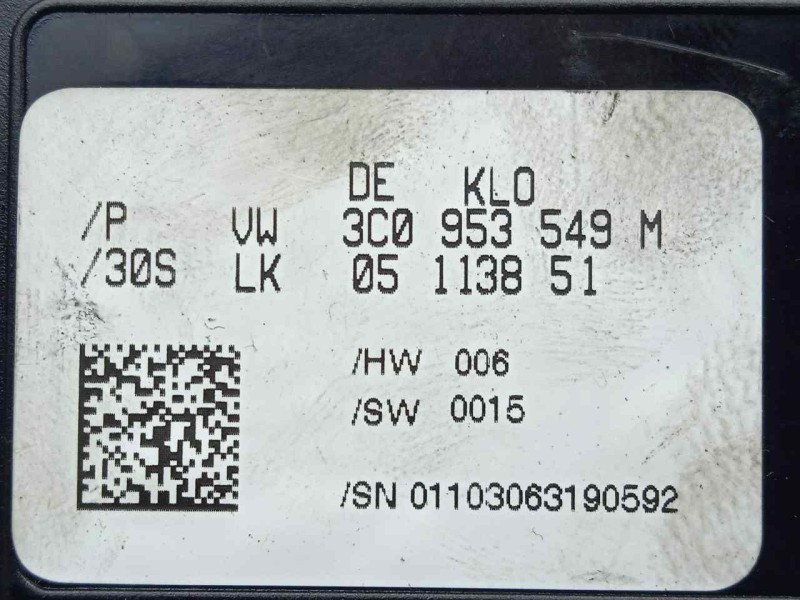 DE KLO
/P VW 3C0 953 549 M
/30S LK 05 1138 51
/HW 006
/SW 0015
/SN 01103063190592